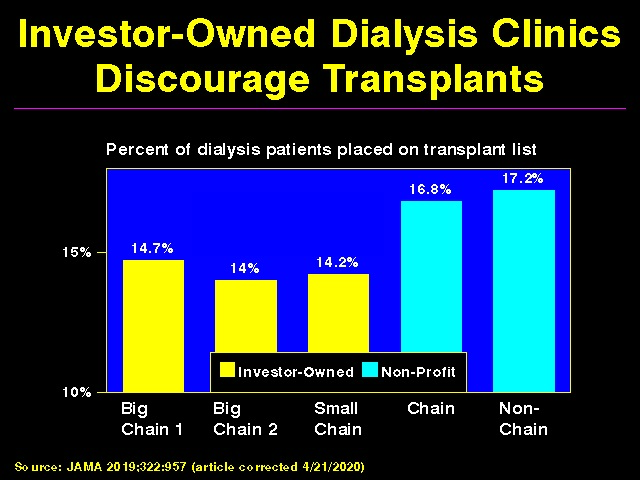 Investor-Owned Dialysis Clinics
Discourage Transplants
Percent of dialysis patients placed on transplant list
17.2%
16.8%
15%
14.7%
14%
14.2%
Investor-Owned
Non-Profit
10%
Big
Chain 1
Big
Chain 2
Small
Chain
Chain
Non-
Chain
Source: JAMA 2019;322:957 (article corrected 4/21/2020)